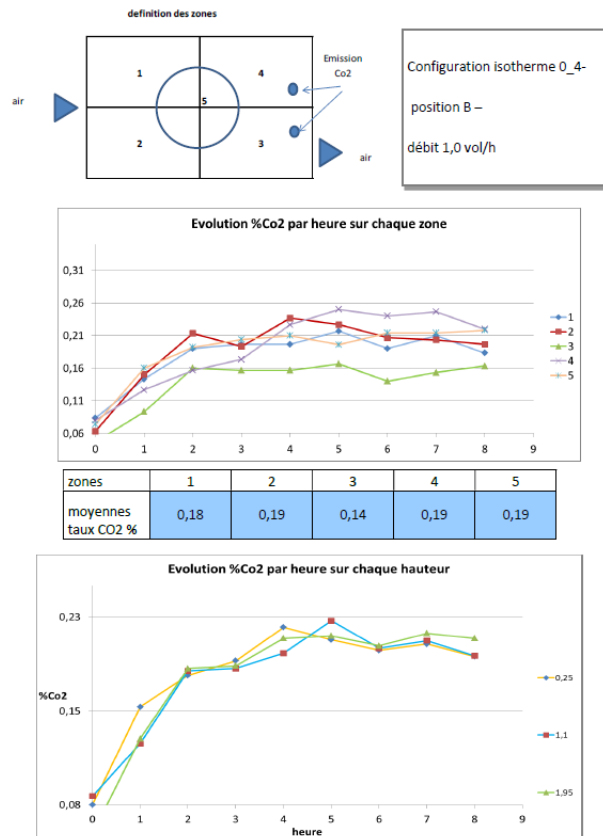 definition des zones
1
4
Emission
Co2
air
5
2
3
air
Configuration isotherme 0_4-
position B –
débit 1,0 vol/h
Evolution %Co2 par heure sur chaque zone
0,31
0,26
0,21
0,16
0,11
0,06
0 1 2 3 4 5 6 7 8 9
1
2
3
4
5
zones 1 2 3 4 5
moyennes
taux CO2 % 0,18 0,19 0,14 0,19 0,19
Evolution %Co2 par heure sur chaque hauteur
0,23
%Co2
0,15
0,08
0 1 2 3 4 5 6 7 8 9
heure
0,25
1,1
1,95